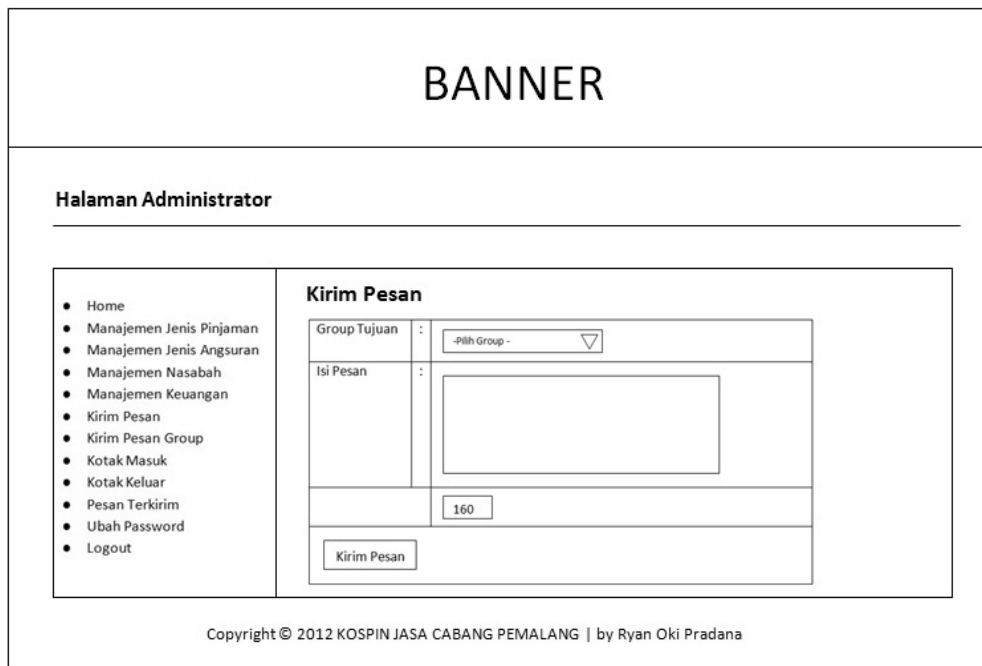 BANNER
Halaman Administrator
Home
Manajemen Jenis Pinjaman
Manajemen Jenis Angsuran
Manajemen Nasabah
Manajemen Keuangan
Kirim Pesan
Kirim Pesan Group
Kotak Masuk
Kotak Keluar
Pesan Terkirim
Ubah Password
Logout
Kirim Pesan
Group Tujuan :
-Pilih Group -
Isi Pesan :
160
Kirim Pesan
Copyright © 2012 KOSPIN JASA CABANG PEMALANG | by Ryan Oki Pradana